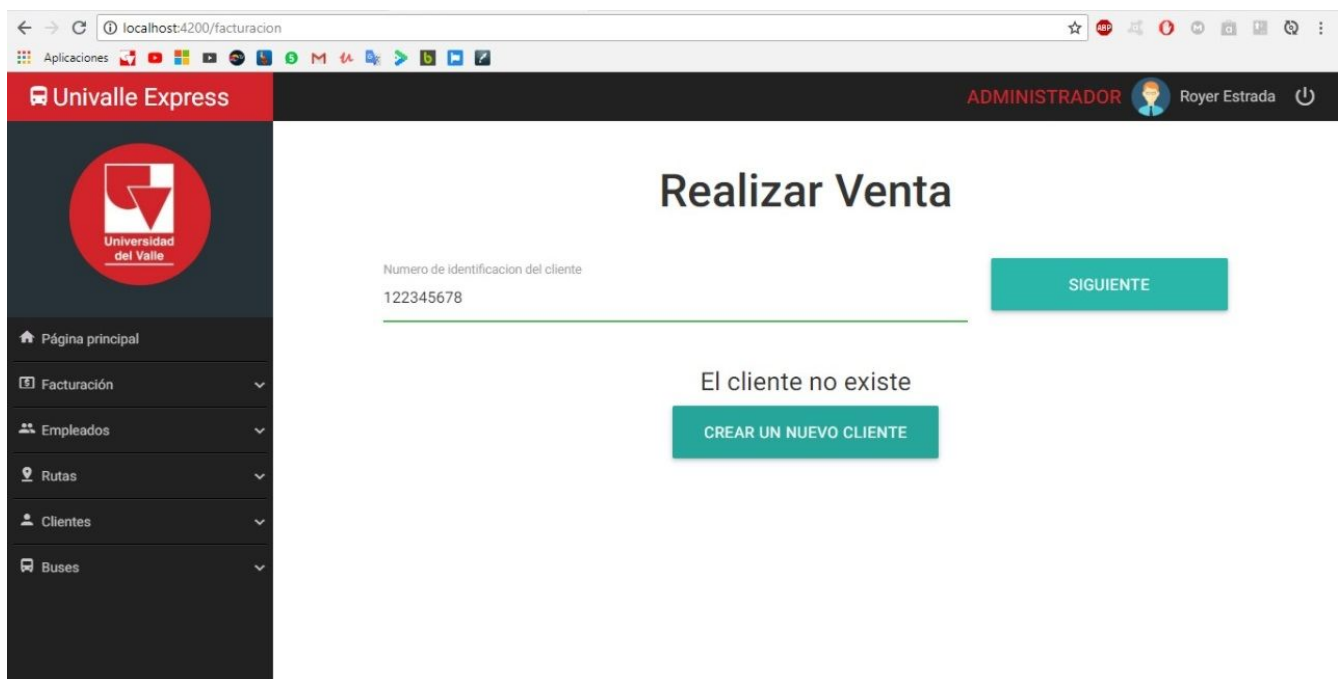 localhost:4200/facturacion
Aplicaciones
Univalle Express
ADMINISTRADOR
Royer Estrada
Universidad
del Valle
Página principal
Facturación
Empleados
Rutas
Clientes
Buses
Realizar Venta
Numero de identificacion del cliente
122345678
SIGUIENTE
El cliente no existe
CREAR UN NUEVO CLIENTE